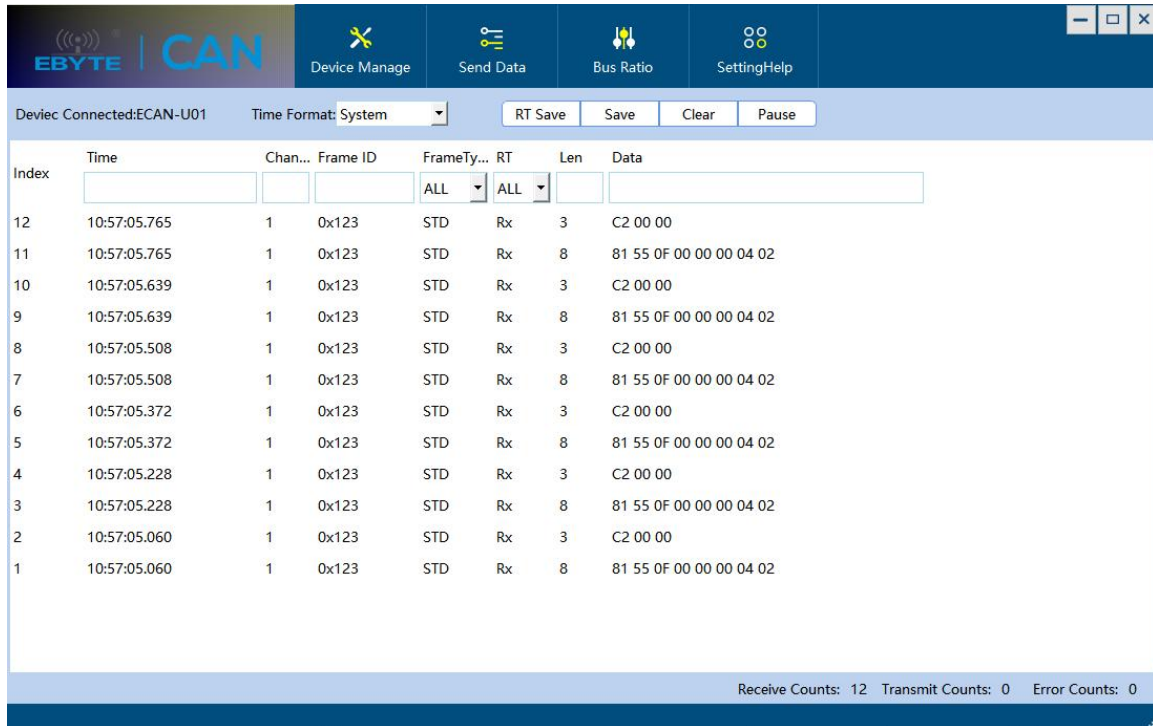 EBYTE | CAN
Device Manage Send Data Bus Ratio SettingHelp
Deviec Connected:ECAN-U01 Time Format: System RT Save Save Clear Pause
Index Time Chan... Frame ID FrameTy... RT Len Data
ALL ALL
12 10:57:05.765 1 0x123 STD Rx 3 C2 00 00
11 10:57:05.765 1 0x123 STD Rx 8 81 55 0F 00 00 00 04 02
10 10:57:05.639 1 0x123 STD Rx 3 C2 00 00
9 10:57:05.639 1 0x123 STD Rx 8 81 55 0F 00 00 00 04 02
8 10:57:05.508 1 0x123 STD Rx 3 C2 00 00
7 10:57:05.508 1 0x123 STD Rx 8 81 55 0F 00 00 00 04 02
6 10:57:05.372 1 0x123 STD Rx 3 C2 00 00
5 10:57:05.372 1 0x123 STD Rx 8 81 55 0F 00 00 00 04 02
4 10:57:05.228 1 0x123 STD Rx 3 C2 00 00
3 10:57:05.228 1 0x123 STD Rx 8 81 55 0F 00 00 00 04 02
2 10:57:05.060 1 0x123 STD Rx 3 C2 00 00
1 10:57:05.060 1 0x123 STD Rx 8 81 55 0F 00 00 00 04 02
Receive Counts: 12 Transmit Counts: 0 Error Counts: 0